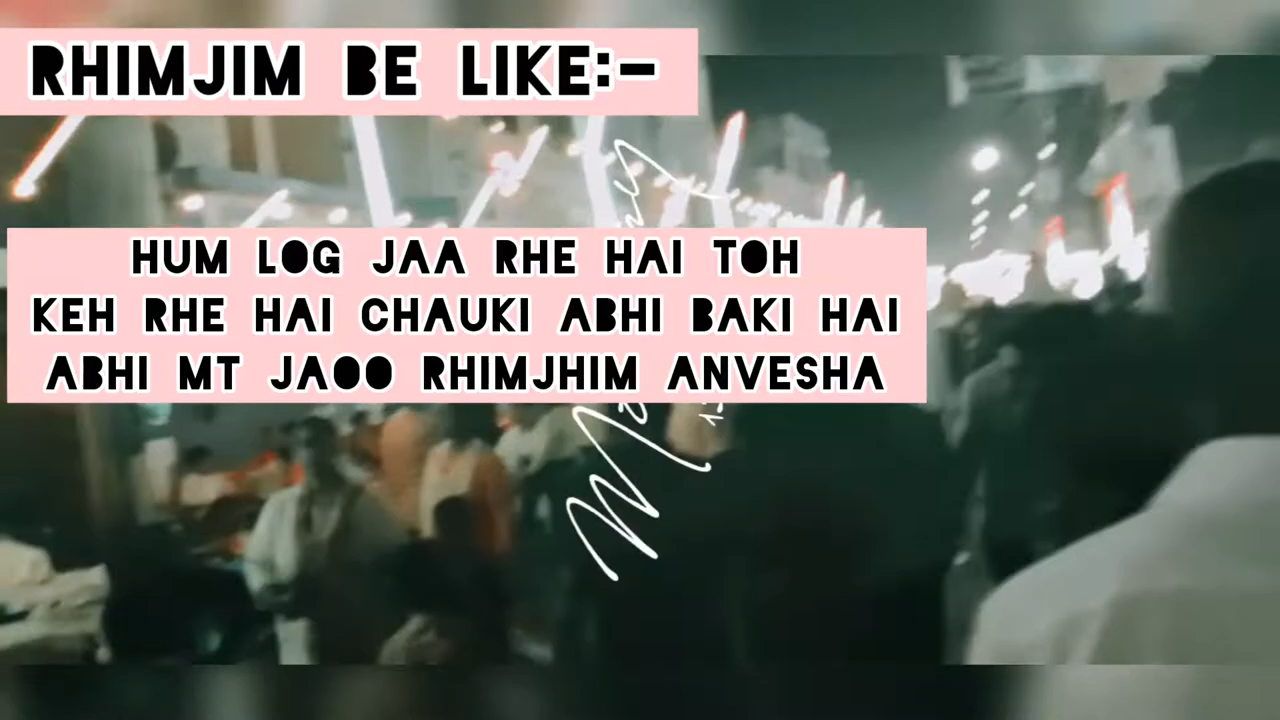 RHIMJIM BE LIKE:-
HUM LOG JAA RHE HAI TOH
KEH RHE HAI CHAUKI ABHI BAKI HAI
ABHI MT JAOO RHIMJHIM ANVESHA